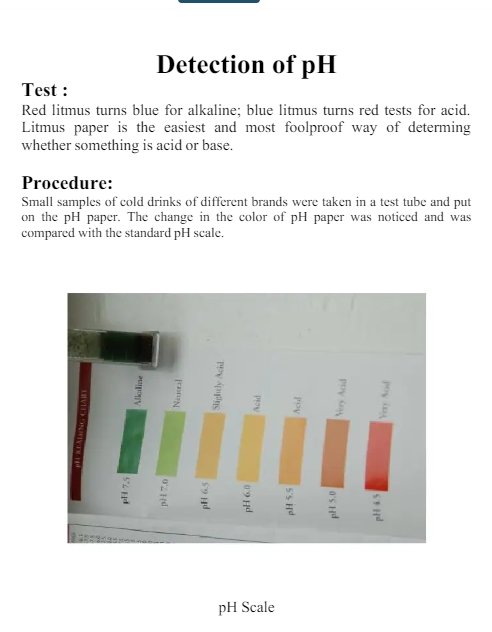 Detection of pH
Test :
Red litmus turns blue for alkaline; blue litmus turns red tests for acid.
Litmus paper is the easiest and most foolproof way of determing
whether something is acid or base.
Procedure:
Small samples of cold drinks of different brands were taken in a test tube and put
on the pH paper. The change in the color of pH paper was noticed and was
compared with the standard pH scale.
pH READING CHART
pH 7.5 Alkaline
pH 7.0 Neutral
pH 6.5 Slightly Acid
pH 6.0 Acid
pH 5.5 Acid
pH 5.0 Very Acid
pH 4.5 Very Acid
pH Scale